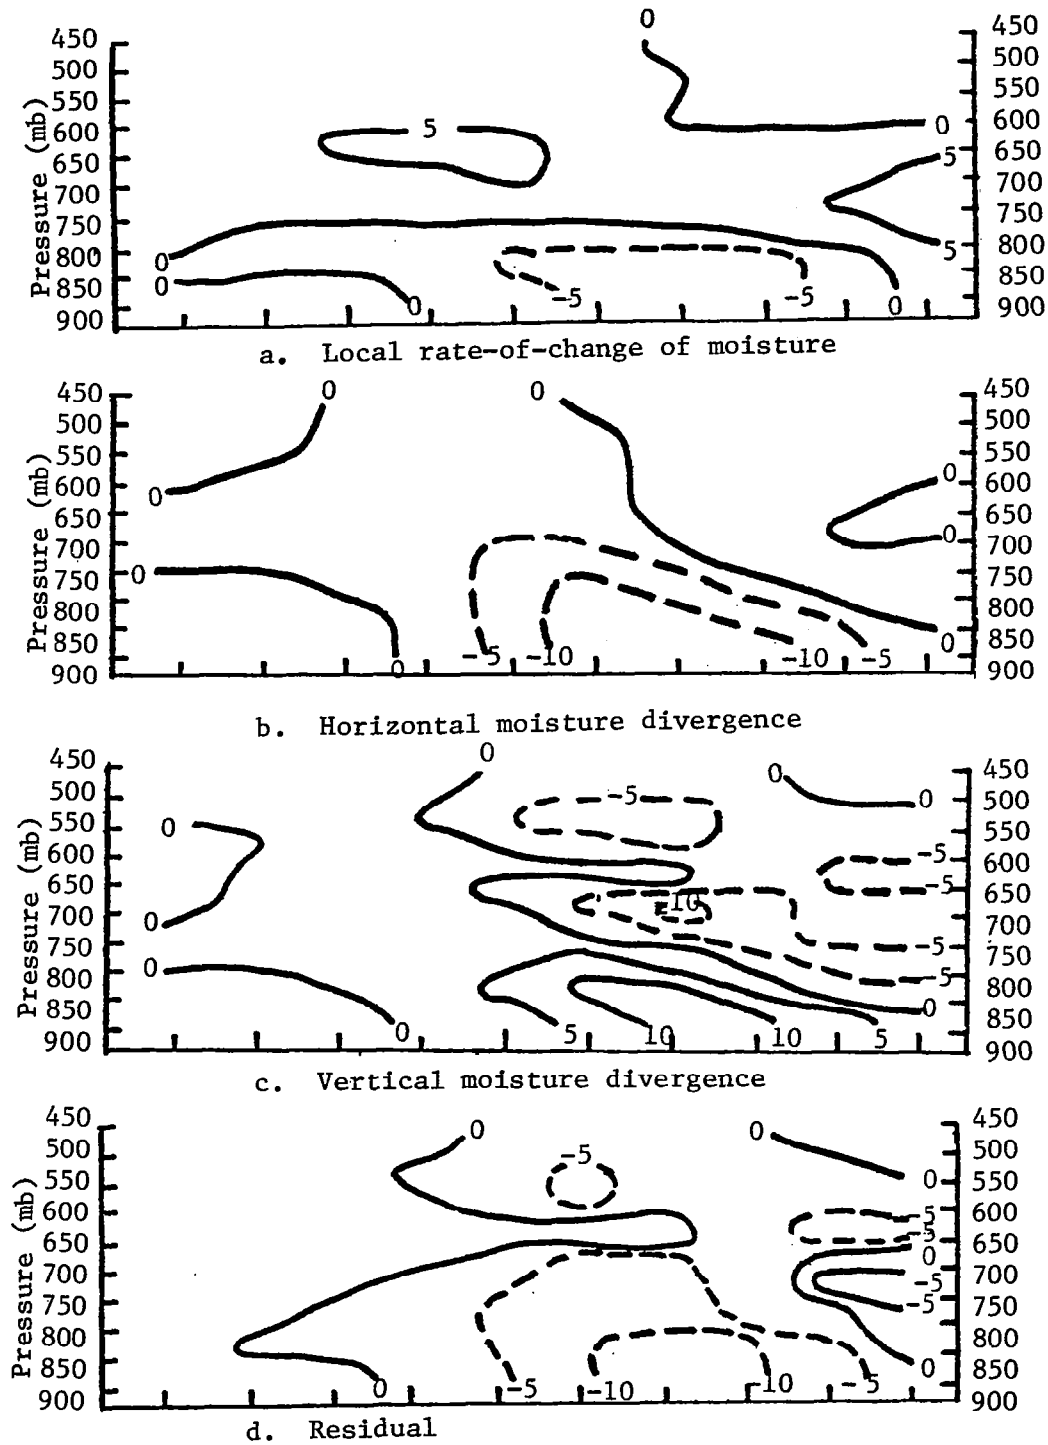 0
450 450
500 500
550 550
600 5 0 600
650 5 650
700 700
750 750
800 0 5 800
850 0 0 -5 -5 0 850
900 900
Pressure (mb)
a. Local rate-of-change of moisture
450 0 0 450
500 500
550 550
600 0 0 600
650 650
700 0 700
750 0 750
800 800
850 -5 -10 -10 -5 0 850
900 0 900
Pressure (mb)
b. Horizontal moisture divergence
0
450 0 450
500 -5 0 500
550 0 550
600 -5 600
650 -5 650
700 0 -10 700
750 -5 750
800 0 -5 800
850 0 5 10 10 5 0 850
900 900
Pressure (mb)
c. Vertical moisture divergence
450 0 0 450
500 -5 500
550 0 550
600 -5 600
650 -5 650
0
700 -5 700
750 -5 750
800 800
850 0 850
900 0 -5 -10 -10 -5 900
Pressure (mb)
d. Residual